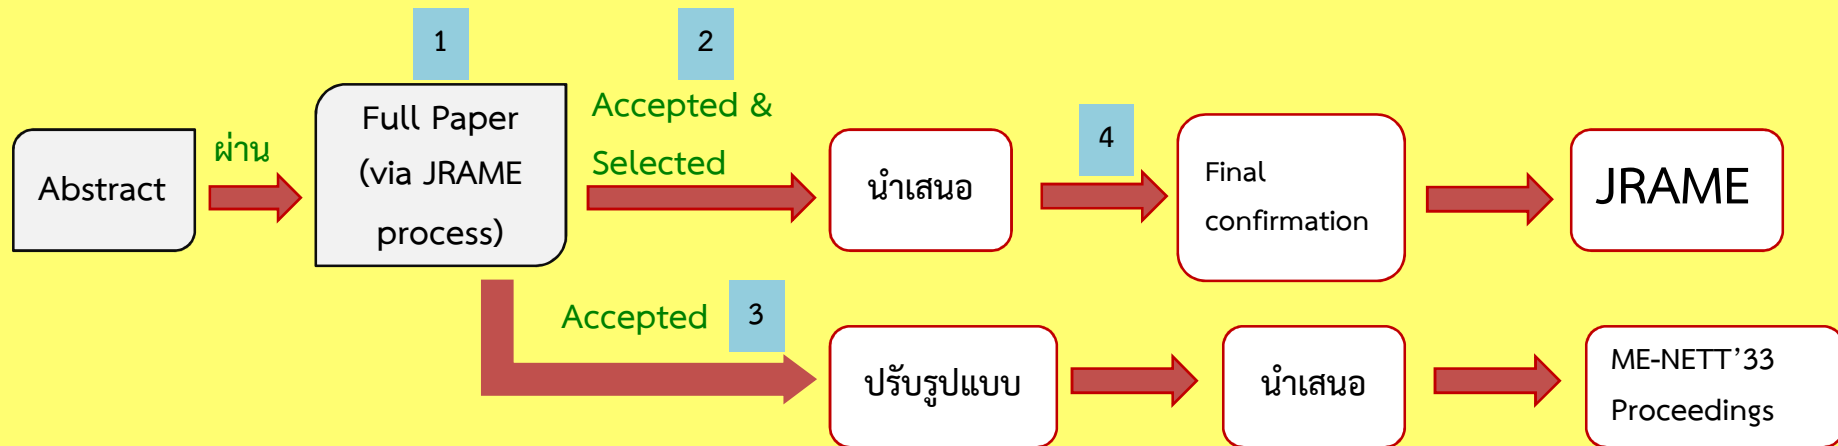 1
2
Abstract
ผ่าน
Full Paper
(via JRAME
process)
Accepted &
Selected
นำเสนอ
4
Final
confirmation
JRAME
Accepted
3
ปรับรูปแบบ
นำเสนอ
ME-NETT’33
Proceedings